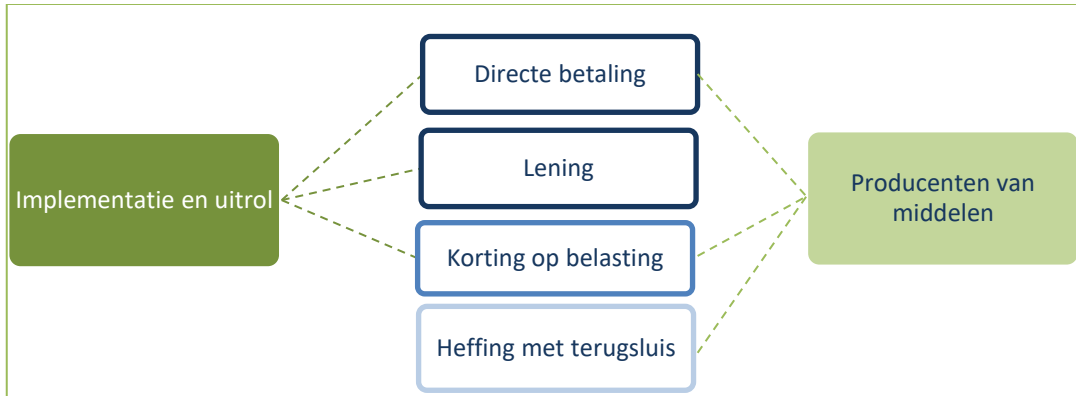 Directe betaling
Lening
Implementatie en uitrol
Producenten van
middelen
Korting op belasting
Heffing met terugsluis